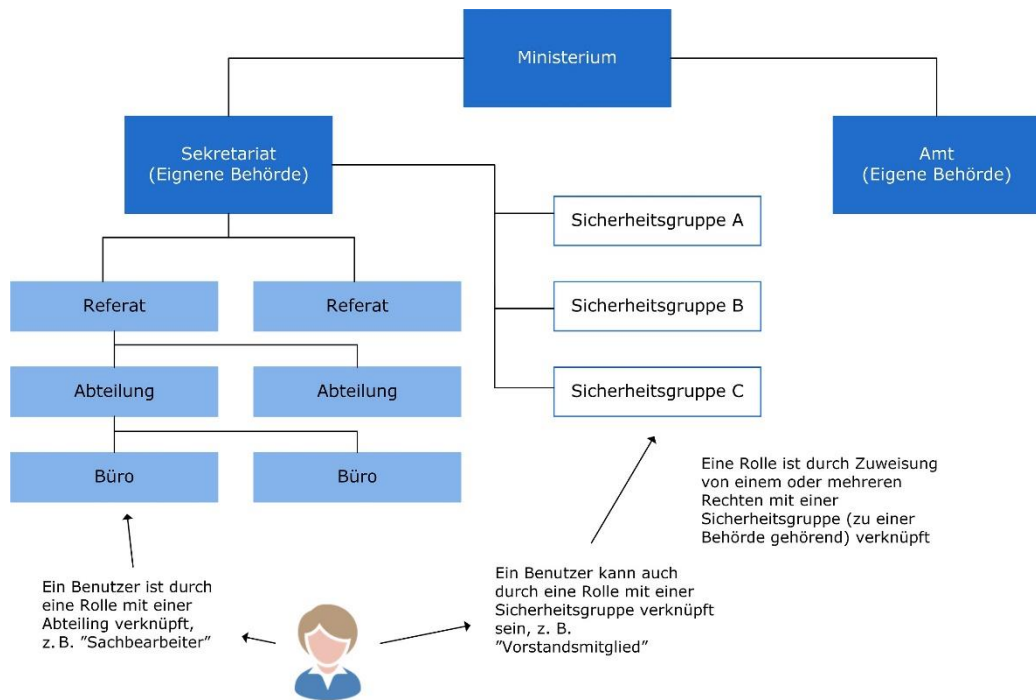 Ministerium
Sekretariat
(Eignene Behörde)
Amt
(Eigene Behörde)
Sicherheitsgruppe A
Referat
Referat
Sicherheitsgruppe B
Abteilung
Abteilung
Sicherheitsgruppe C
Büro
Büro
Eine Rolle ist durch Zuweisung
von einem oder mehreren
Rechten mit einer
Sicherheitsgruppe (zu einer
Behörde gehörend) verknüpft
Ein Benutzer ist durch
eine Rolle mit einer
Abteiling verknüpft,
z. B. ”Sachbearbeiter”
Ein Benutzer kann auch
durch eine Rolle mit einer
Sicherheitsgruppe verknüpft
sein, z. B.
”Vorstandsmitglied”